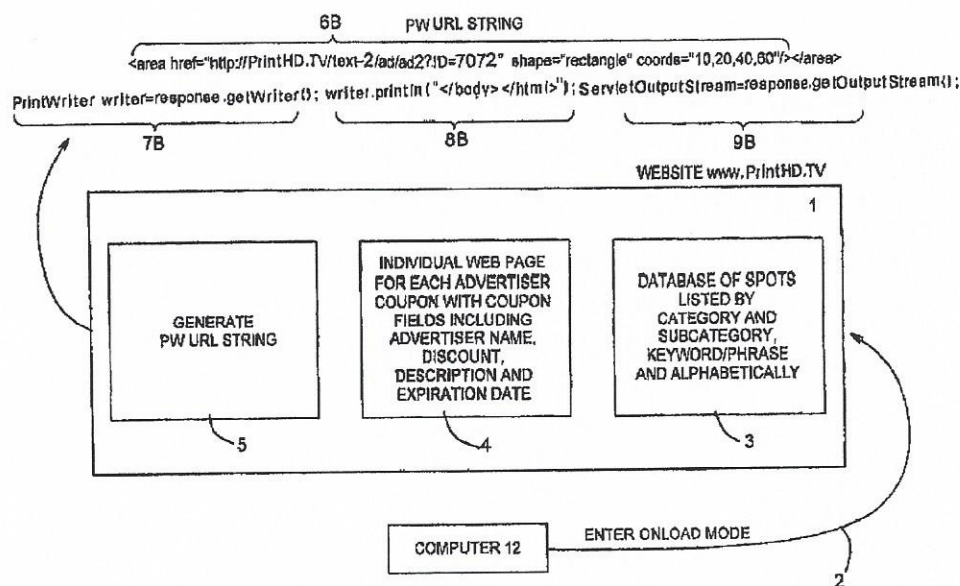 6B PW URL STRING
<area href="http://PrintHD.TV/text-2/ad/ad2?ID=7072" shape="rectangle" coords="10,20,40,60"/></area>
PrintWriter writer=response.getWriter(); writer.println("</body></html>"); ServletOutputStream=response.getOutputStream();
7B 8B 9B
WEBSITE www.PrintHD.TV
1
GENERATE
PW URL STRING
5
INDIVIDUAL WEB PAGE
FOR EACH ADVERTISER
COUPON WITH COUPON
FIELDS INCLUDING
ADVERTISER NAME,
DISCOUNT,
DESCRIPTION AND
EXPIRATION DATE
4
DATABASE OF SPOTS
LISTED BY
CATEGORY AND
SUBCATEGORY,
KEYWORD/PHRASE
AND ALPHABETICALLY
3
COMPUTER 12
ENTER ONLOAD MODE
2